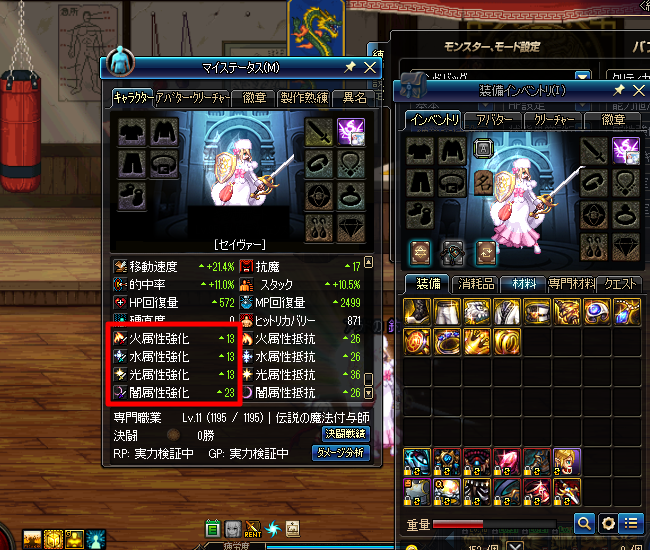 急所
モンスター、モード設定
マイステータス(M)
キャラクター アバター・クリーチャー 徽章 製作熟練 異名
装備インベントリ(I)
インベントリ アバター クリーチャー 徽章
[セイヴァー]
移動速度 +21.4% 抗魔 17
的中率 +11.0% スタック +10.5%
HP回復量 572 MP回復量 2499
硬直度 0 ヒットリカバリー 871
火属性強化 13 火属性抵抗 26
水属性強化 13 水属性抵抗 26
光属性強化 13 光属性抵抗 36
闇属性強化 23 闇属性抵抗 26
専門職業 Lv.11 (1195 / 1195) | 伝説の魔法付与師
決闘 0勝 決闘戦績
RP: 実力検証中 GP: 実力検証中 ダメージ分析
装備 消耗品 材料 専門材料 クエスト
名
重量
RENT
疲労度